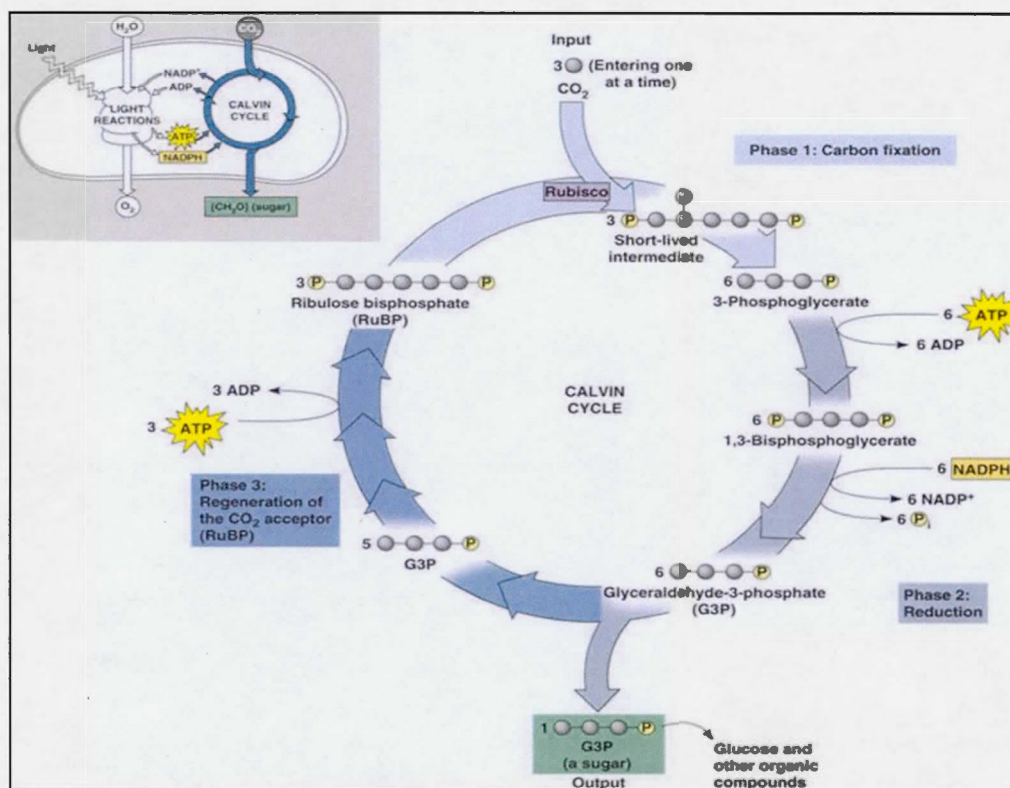 H₂O
CO₂
Light
NADP⁺
ADP
LIGHT
REACTIONS
CALVIN
CYCLE
ATP
NADPH
O₂
[CH₂O] (sugar)
Input
3 (Entering one
at a time)
CO₂
Phase 1: Carbon fixation
Rubisco
3 P P
Short-lived
intermediate
3 P P
Ribulose bisphosphate
(RuBP)
6 P
3-Phosphoglycerate
6 ATP
6 ADP
3 ADP
3 ATP
CALVIN
CYCLE
6 P P
1,3-Bisphosphoglycerate
6 NADPH
6 NADP⁺
6 Pᵢ
Phase 3:
Regeneration of
the CO₂ acceptor
(RuBP)
5 P
G3P
6 P
Glyceraldehyde-3-phosphate
(G3P)
Phase 2:
Reduction
1 P
G3P
(a sugar)
Output
Glucose and
other organic
compounds